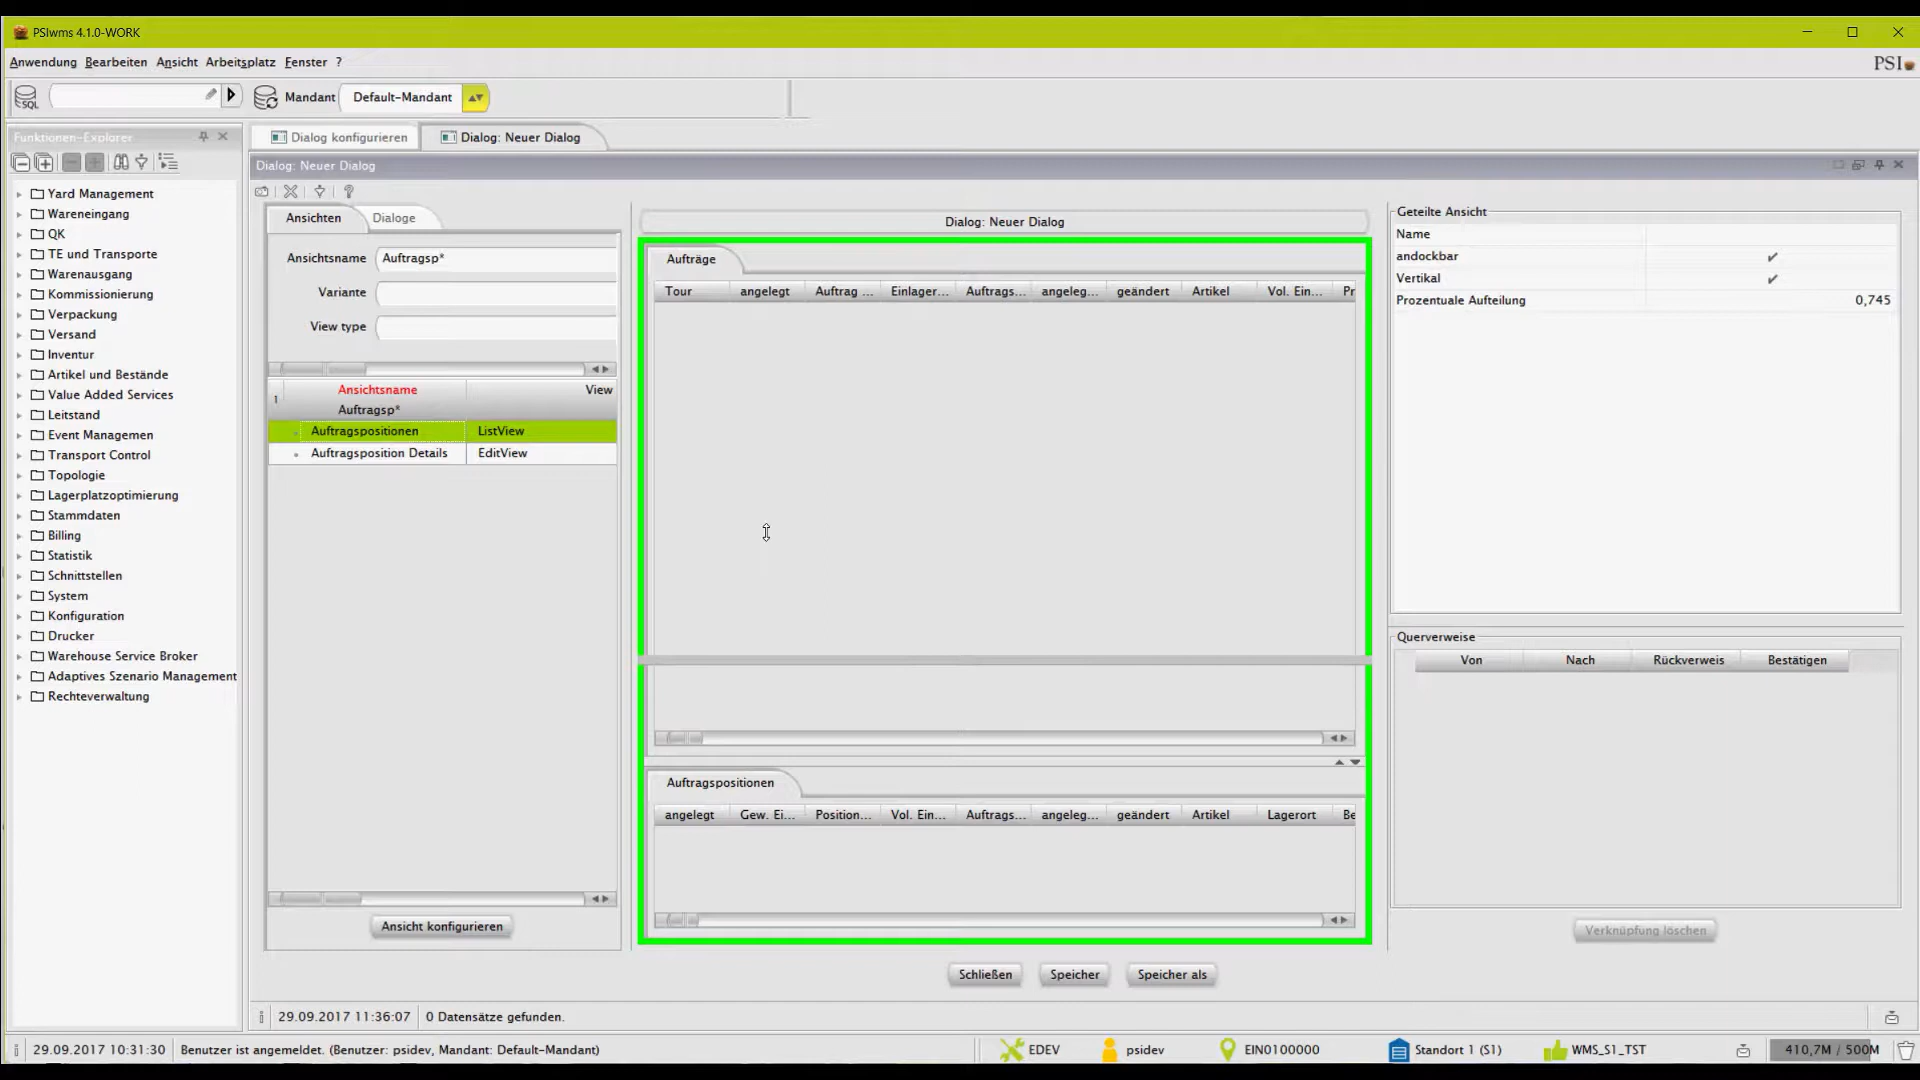 PSIwms 4.1.0-WORK
Anwendung Bearbeiten Ansicht Arbeitsplatz Fenster ?
PSI
SQL
Mandant Default-Mandant
Funktionen-Explorer
Yard Management
Wareneingang
QK
TE und Transporte
Warenausgang
Kommissionierung
Verpackung
Versand
Inventur
Artikel und Bestände
Value Added Services
Leitstand
Event Managemen
Transport Control
Topologie
Lagerplatzoptimierung
Stammdaten
Billing
Statistik
Schnittstellen
System
Konfiguration
Drucker
Warehouse Service Broker
Adaptives Szenario Management
Rechteverwaltung
Dialog konfigurieren Dialog: Neuer Dialog
Dialog: Neuer Dialog
Ansichten Dialoge
Ansichtsname Auftragsp*
Variante
View type
Ansichtsname View
1
Auftragsp*
Auftragspositionen ListView
Auftragsposition Details EditView
Ansicht konfigurieren
Dialog: Neuer Dialog
Aufträge
Tour angelegt Auftrag ... Einlager... Auftrags... angeleg... geändert Artikel Vol. Ein... Pr
Auftragspositionen
angelegt Gew. Ei... Position... Vol. Ein... Auftrags... angeleg... geändert Artikel Lagerort Be
Schließen Speicher Speicher als
Geteilte Ansicht
Name
andockbar ✔
Vertikal ✔
Prozentuale Aufteilung 0,745
Querverweise
Von Nach Rückverweis Bestätigen
Verknüpfung löschen
29.09.2017 11:36:07 0 Datensätze gefunden.
29.09.2017 10:31:30 Benutzer ist angemeldet. (Benutzer: psidev, Mandant: Default-Mandant) EDEV psidev EIN0100000 Standort 1 (S1) WMS_S1_TST 410,7M / 500M